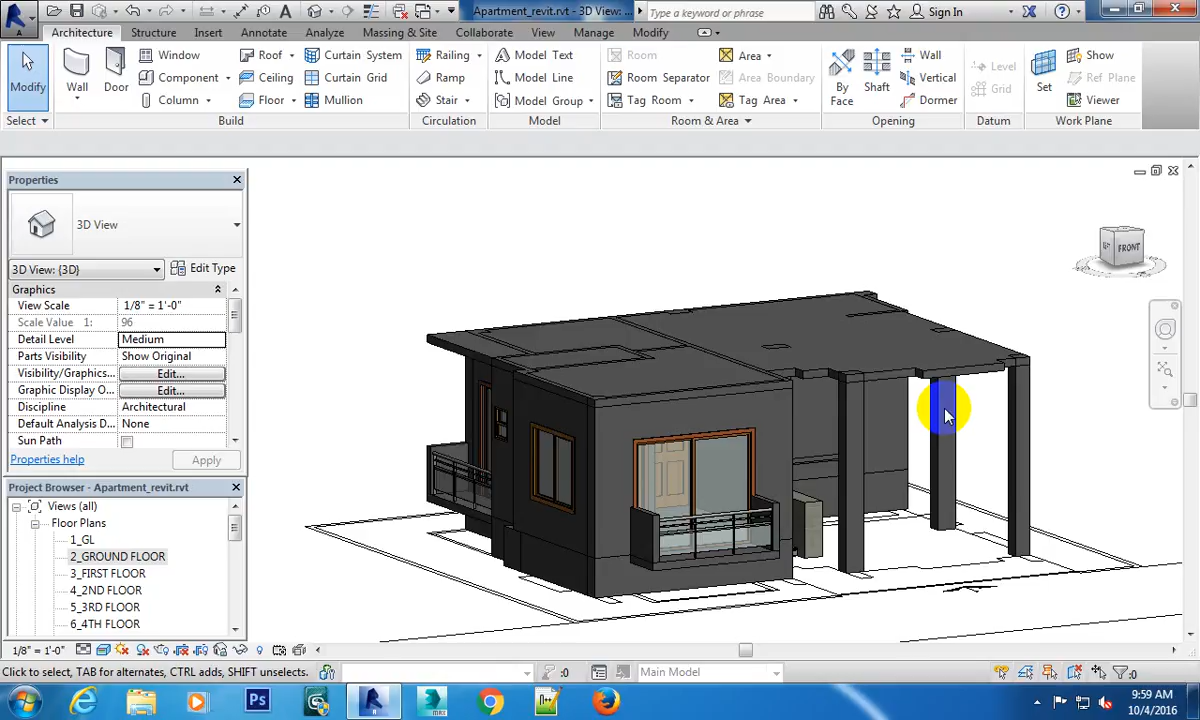 Apartment_revit.rvt - 3D View: ...
Type a keyword or phrase
Sign In
Architecture
Structure
Insert
Annotate
Analyze
Massing & Site
Collaborate
View
Manage
Modify
Modify
Wall
Door
Window
Component
Column
Roof
Ceiling
Floor
Curtain System
Curtain Grid
Mullion
Railing
Ramp
Stair
Model Text
Model Line
Model Group
Room
Room Separator
Tag Room
Area
Area Boundary
Tag Area
By
Face
Shaft
Wall
Vertical
Dormer
Level
Grid
Set
Show
Ref Plane
Viewer
Select
Build
Circulation
Model
Room & Area
Opening
Datum
Work Plane
Properties
3D View
3D View: {3D}
Edit Type
Graphics
View Scale 1/8" = 1'-0"
Scale Value 1: 96
Detail Level Medium
Parts Visibility Show Original
Visibility/Graphics... Edit...
Graphic Display O... Edit...
Discipline Architectural
Default Analysis D... None
Sun Path
Properties help
Apply
Project Browser - Apartment_revit.rvt
Views (all)
Floor Plans
1_GL
2_GROUND FLOOR
3_FIRST FLOOR
4_2ND FLOOR
5_3RD FLOOR
6_4TH FLOOR
FRONT
1/8" = 1'-0"
Click to select, TAB for alternates, CTRL adds, SHIFT unselects.
:0
Main Model
:0
Ps
MAX
9:59 AM
10/4/2016